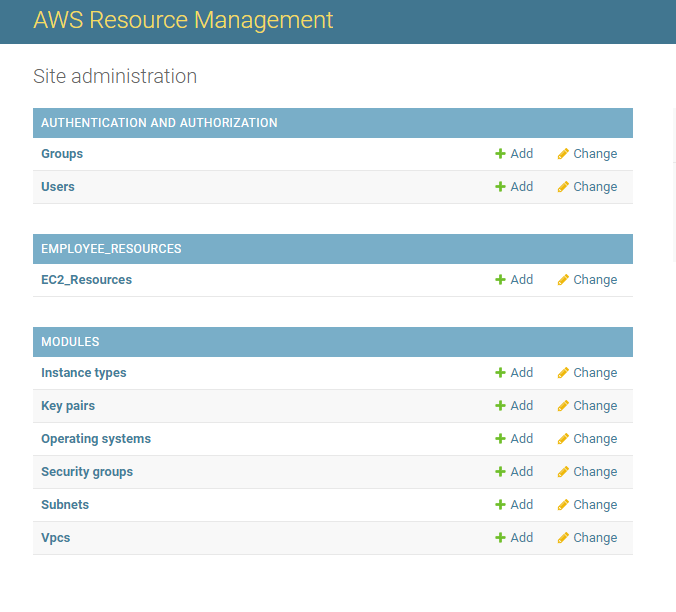 AWS Resource Management
Site administration
AUTHENTICATION AND AUTHORIZATION
Groups Add Change
Users Add Change
EMPLOYEE_RESOURCES
EC2_Resources Add Change
MODULES
Instance types Add Change
Key pairs Add Change
Operating systems Add Change
Security groups Add Change
Subnets Add Change
Vpcs Add Change